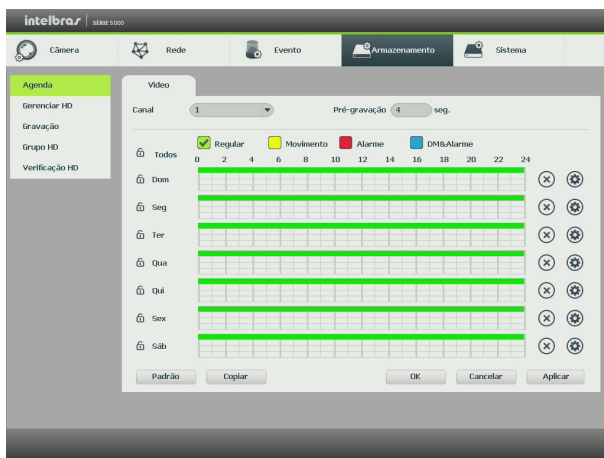 intelbras SÉRIE 5000
Câmera Rede Evento Armazenamento Sistema
Agenda
Gerenciar HD
Gravação
Grupo HD
Verificação HD
Vídeo
Canal 1 Pré-gravação 4 seg.
Regular Movimento Alarme DM&Alarme
Todos
0 2 4 6 8 10 12 14 16 18 20 22 24
Dom
Seg
Ter
Qua
Qui
Sex
Sáb
Padrão Copiar OK Cancelar Aplicar